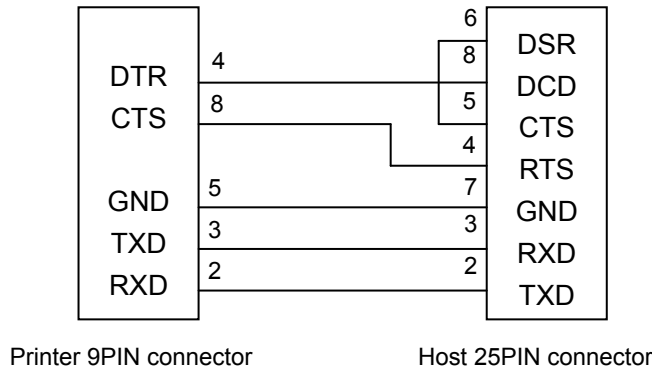 6
DSR
4
8
DTR
DCD
8
5
CTS
CTS
4
RTS
5
7
GND
GND
3
3
TXD
RXD
2
2
RXD
TXD
Printer 9PIN connector
Host 25PIN connector